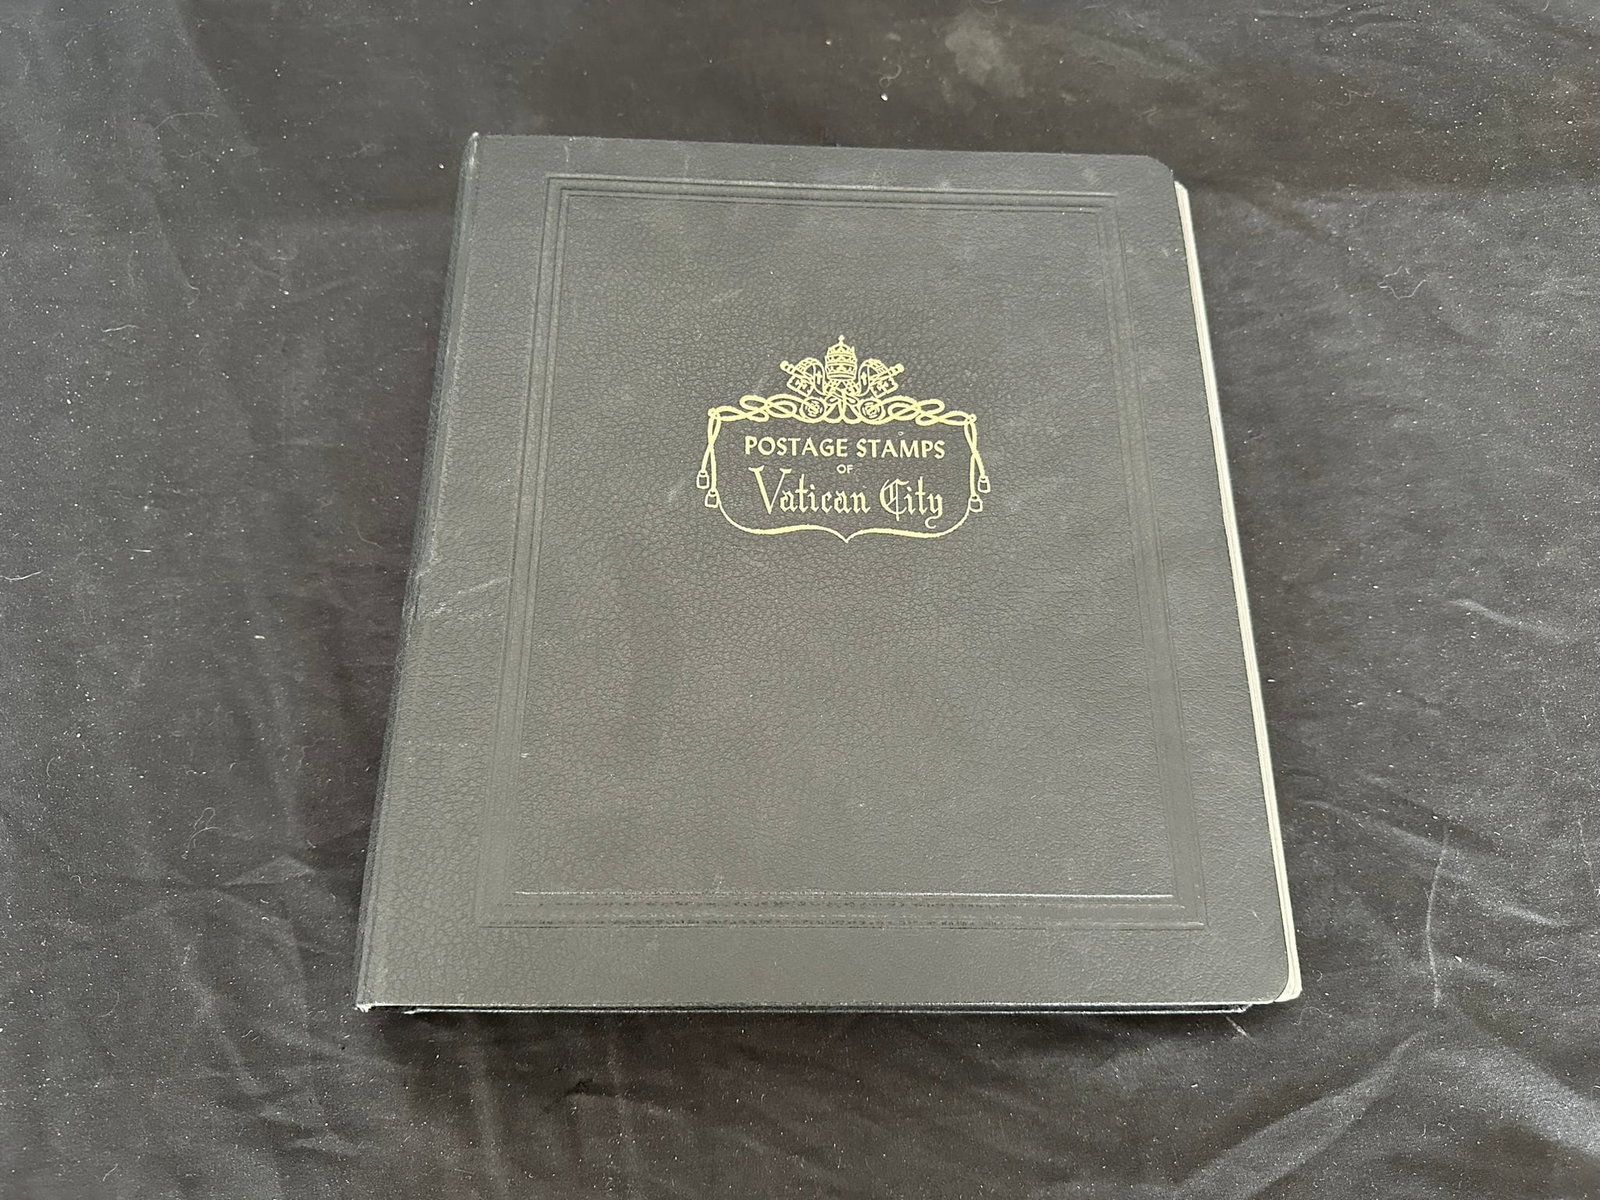 POSTAGE STAMPS
OF
Vatican City